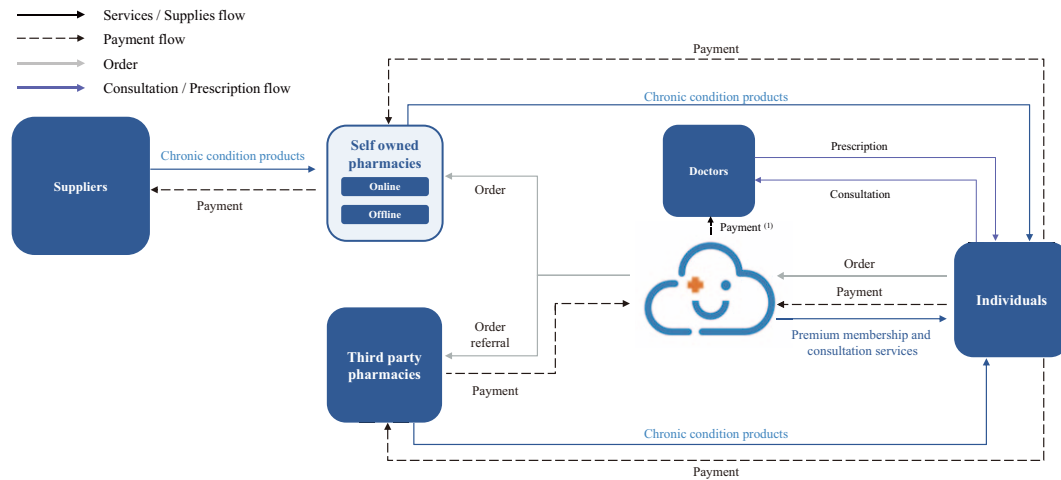 Services / Supplies flow
Payment flow
Order
Consultation / Prescription flow
Payment
Chronic condition products
Suppliers
Chronic condition products
Payment
Self owned
pharmacies
Online
Offline
Order
Doctors
Prescription
Consultation
Payment (1)
Order
Payment
Premium membership and
consultation services
Individuals
Order
referral
Third party
pharmacies
Payment
Chronic condition products
Payment